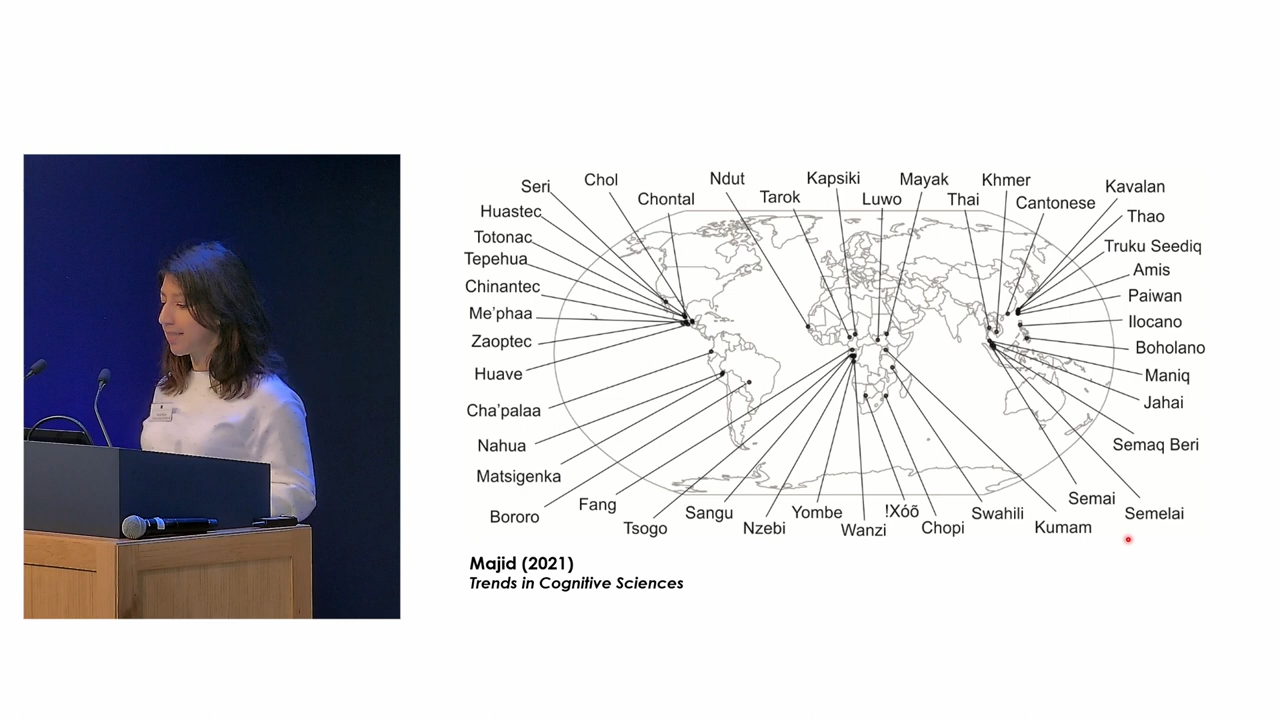 Seri
Chol
Chontal
Ndut
Tarok
Kapsiki
Luwo
Mayak
Thai
Khmer
Cantonese
Kavalan
Thao
Truku Seediq
Amis
Paiwan
Ilocano
Boholano
Maniq
Jahai
Semaq Beri
Semelai
Semai
Huastec
Totonac
Tepehua
Chinantec
Me'phaa
Zaoptec
Huave
Cha'palaa
Nahua
Matsigenka
Bororo
Fang
Tsogo
Sangu
Nzebi
Yombe
Wanzi
!Xóõ
Chopi
Swahili
Kumam
Majid (2021)
Trends in Cognitive Sciences